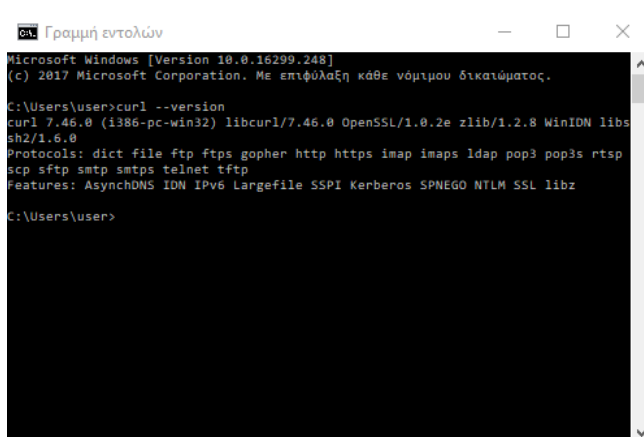 Γραμμή εντολών
Microsoft Windows [Version 10.0.16299.248]
(c) 2017 Microsoft Corporation. Με επιφύλαξη κάθε νόμιμου δικαιώματος.
C:\Users\user>curl --version
curl 7.46.0 (i386-pc-win32) libcurl/7.46.0 OpenSSL/1.0.2e zlib/1.2.8 WinIDN libs
sh2/1.6.0
Protocols: dict file ftp ftps gopher http https imap imaps ldap pop3 pop3s rtsp
scp sftp smtp smtps telnet tftp
Features: AsynchDNS IDN IPv6 Largefile SSPI Kerberos SPNEGO NTLM SSL libz
C:\Users\user>